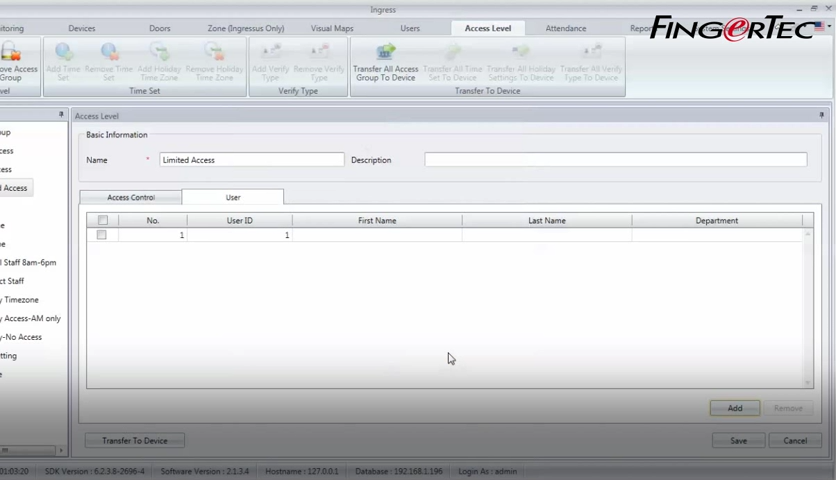 Ingress
FINGERTEC
itoring Devices Doors Zone (Ingressus Only) Visual Maps Users Access Level Attendance Repor
ove Access Group
Add Time Set
Remove Time Set
Add Holiday Time Zone
Remove Holiday Time Zone
Add Verify Type
Remove Verify Type
Transfer All Access Group To Device
Transfer All Time Set To Device
Transfer All Holiday Settings To Device
Transfer All Verify Type To Device
vel Time Set Verify Type Transfer To Device
Access Level
Basic Information
Name * Limited Access Description
Access Control User
No. User ID First Name Last Name Department
1 1
oup
cess
ess
d Access
e
e
l Staff 8am-6pm
ct Staff
y Timezone
y Access-AM only
y-No Access
tting
e
Add Remove
Transfer To Device Save Cancel
01:03:20 SDK Version : 6.2.3.8-2696-4 Software Version : 2.1.3.4 Hostname : 127.0.0.1 Database : 192.168.1.196 Login As : admin